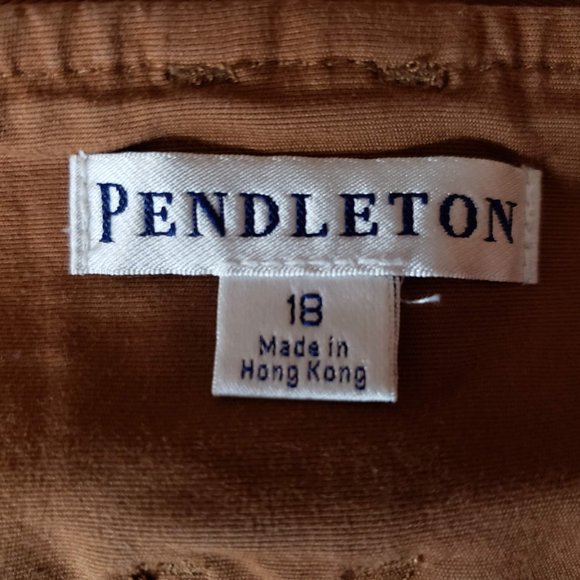 PENDLETON
18
Made in
Hong Kong